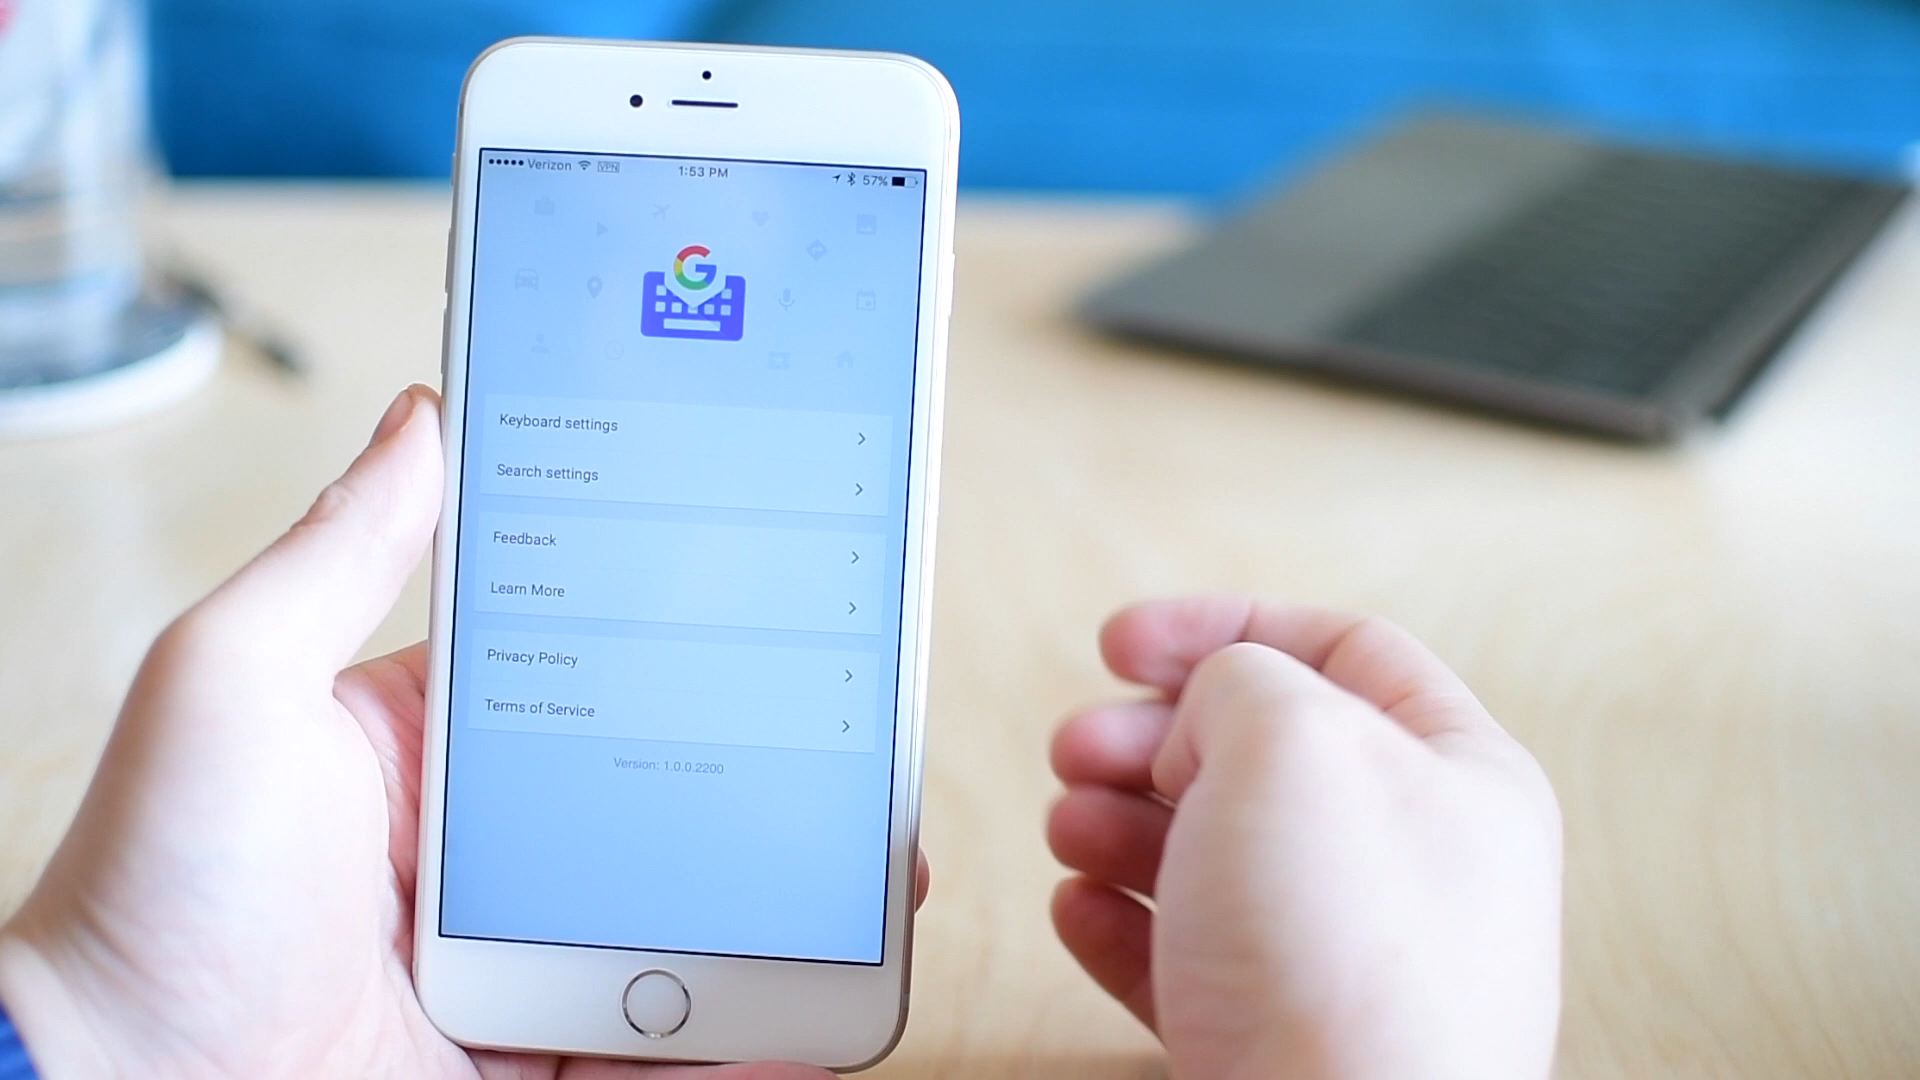 Verizon VPN 1:53 PM 57%
G
Keyboard settings
Search settings
Feedback
Learn More
Privacy Policy
Terms of Service
Version: 1.0.0.2200